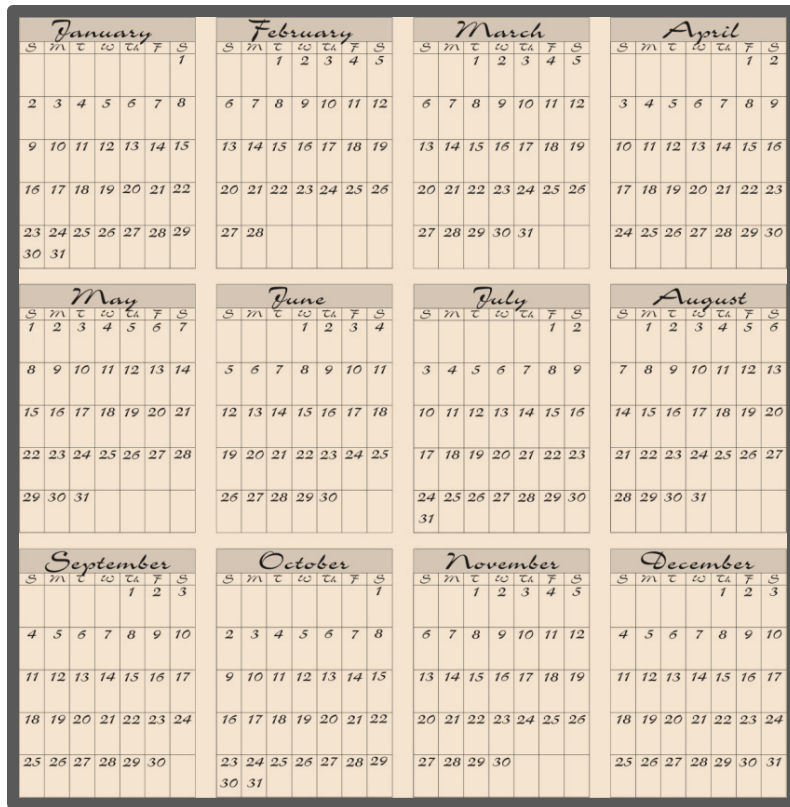 January
S M T W Th F S
1
2 3 4 5 6 7 8
9 10 11 12 13 14 15
16 17 18 19 20 21 22
23 24 25 26 27 28 29
30 31
February
S M T W Th F S
1 2 3 4 5
6 7 8 9 10 11 12
13 14 15 16 17 18 19
20 21 22 23 24 25 26
27 28
March
S M T W Th F S
1 2 3 4 5
6 7 8 9 10 11 12
13 14 15 16 17 18 19
20 21 22 23 24 25 26
27 28 29 30 31
April
S M T W Th F S
1 2
3 4 5 6 7 8 9
10 11 12 13 14 15 16
17 18 19 20 21 22 23
24 25 26 27 28 29 30
May
S M T W Th F S
1 2 3 4 5 6 7
8 9 10 11 12 13 14
15 16 17 18 19 20 21
22 23 24 25 26 27 28
29 30 31
June
S M T W Th F S
1 2 3 4
5 6 7 8 9 10 11
12 13 14 15 16 17 18
19 20 21 22 23 24 25
26 27 28 29 30
July
S M T W Th F S
1 2
3 4 5 6 7 8 9
10 11 12 13 14 15 16
17 18 19 20 21 22 23
24 25 26 27 28 29 30
31
August
S M T W Th F S
1 2 3 4 5 6
7 8 9 10 11 12 13
14 15 16 17 18 19 20
21 22 23 24 25 26 27
28 29 30 31
September
S M T W Th F S
1 2 3
4 5 6 7 8 9 10
11 12 13 14 15 16 17
18 19 20 21 22 23 24
25 26 27 28 29 30
October
S M T W Th F S
1
2 3 4 5 6 7 8
9 10 11 12 13 14 15
16 17 18 19 20 21 22
23 24 25 26 27 28 29
30 31
November
S M T W Th F S
1 2 3 4 5
6 7 8 9 10 11 12
13 14 15 16 17 18 19
20 21 22 23 24 25 26
27 28 29 30
December
S M T W Th F S
1 2 3
4 5 6 7 8 9 10
11 12 13 14 15 16 17
18 19 20 21 22 23 24
25 26 27 28 29 30 31